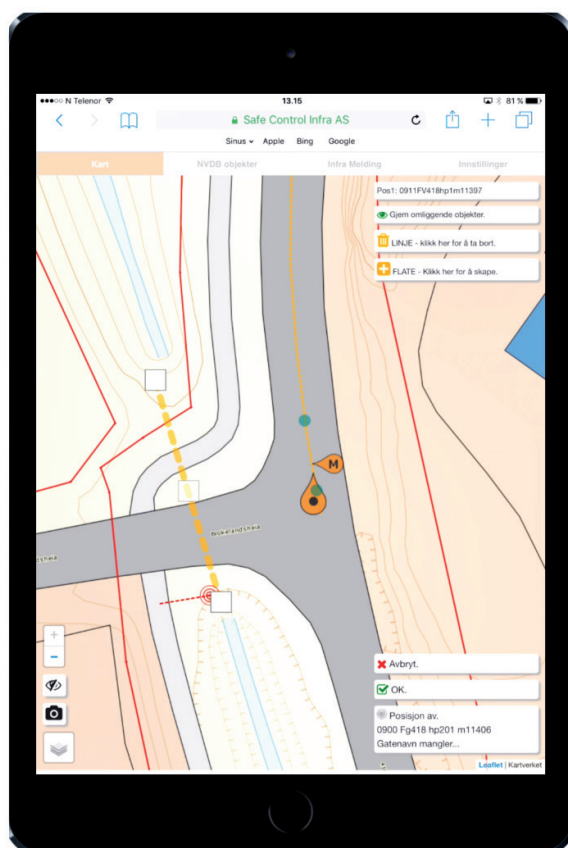 N Telenor
13.15
81 %
Safe Control Infra AS
Sinus Apple Bing Google
Kart NVDB objekter Infra Melding Innstillinger
Pos1: 0911FV418hp1m11397
Gjem omliggende objekter.
LINJE - klikk her for å ta bort.
FLATE - Klikk her for å skape.
M
Avbryt.
OK.
Posisjon av.
0900 Fg418 hp201 m11406
Gatenavn mangler...
Leaflet | Kartverket